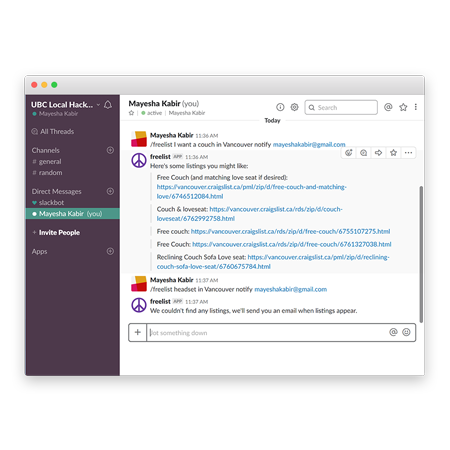 UBC Local Hack...
Mayesha Kabir
All Threads
Channels
# general
# random
Direct Messages
slackbot
Mayesha Kabir (you)
+ Invite People
Apps
Mayesha Kabir (you)
active | Mayesha Kabir
Search
Today
Mayesha Kabir 11:36 AM
/freelist I want a couch in Vancouver notify mayeshakabir@gmail.com
freelist APP 11:36 AM
Here's some listings you might like:
Free Couch (and matching love seat if desired):
https://vancouver.craigslist.ca/pml/zip/d/free-couch-and-matching-
love/6746512084.html
Couch & loveseat: https://vancouver.craigslist.ca/rds/zip/d/couch-
loveseat/6762992758.html
Free couch: https://vancouver.craigslist.ca/rds/zip/d/free-couch/6755107275.html
Free Couch: https://vancouver.craigslist.ca/rds/zip/d/free-couch/6761327038.html
Reclining Couch Sofa Love seat: https://vancouver.craigslist.ca/pml/zip/d/reclining-
couch-sofa-love-seat/6760675784.html
Mayesha Kabir 11:37 AM
/freelist headset in Vancouver notify mayeshakabir@gmail.com
freelist APP 11:37 AM
We couldn't find any listings, we'll send you an email when listings appear.
Jot something down